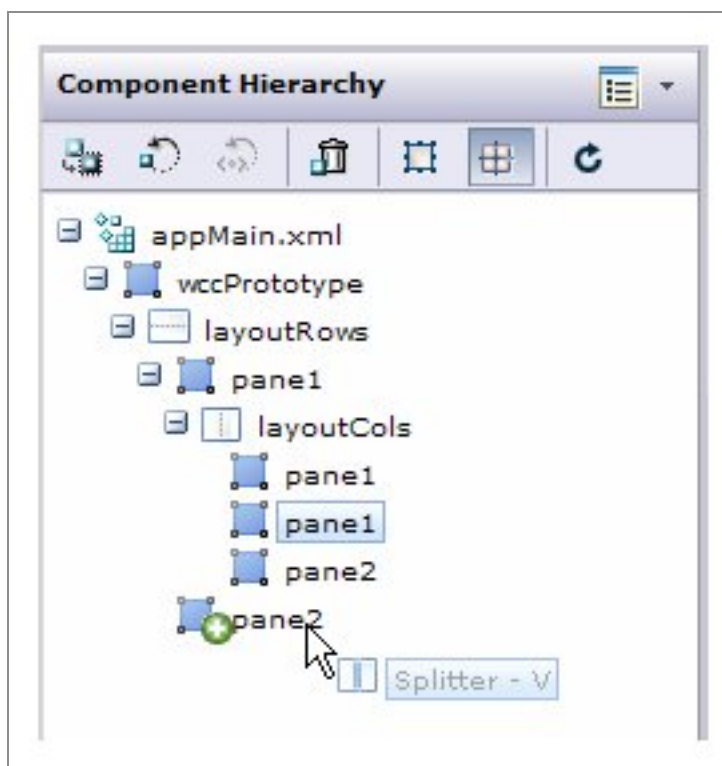 Component Hierarchy
appMain.xml
wccPrototype
layoutRows
pane1
layoutCols
pane1
pane1
pane2
pane2
Splitter - V